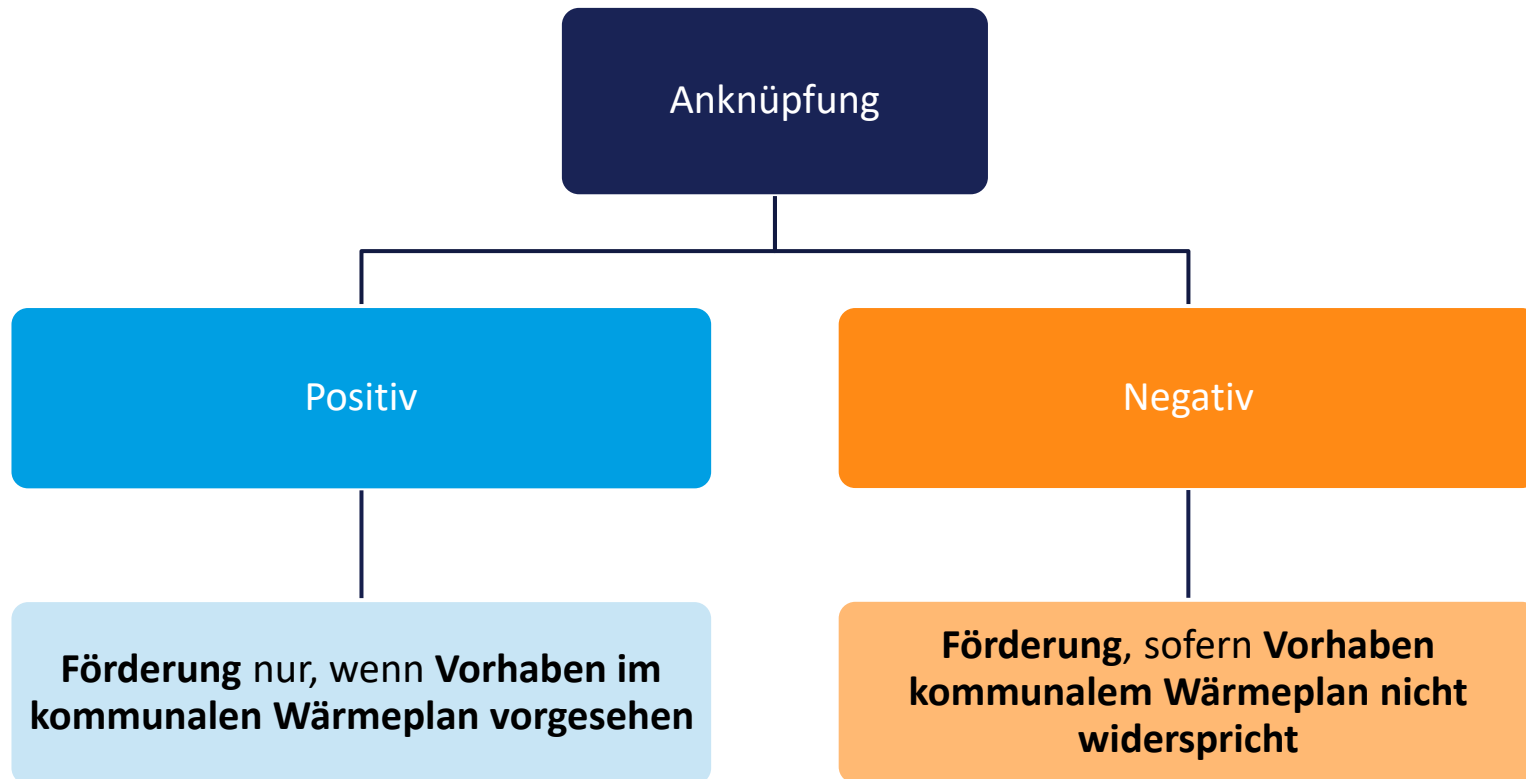 Anknüpfung
Positiv
Negativ
Förderung nur, wenn Vorhaben im
kommunalen Wärmeplan vorgesehen
Förderung, sofern Vorhaben
kommunalem Wärmeplan nicht
widerspricht